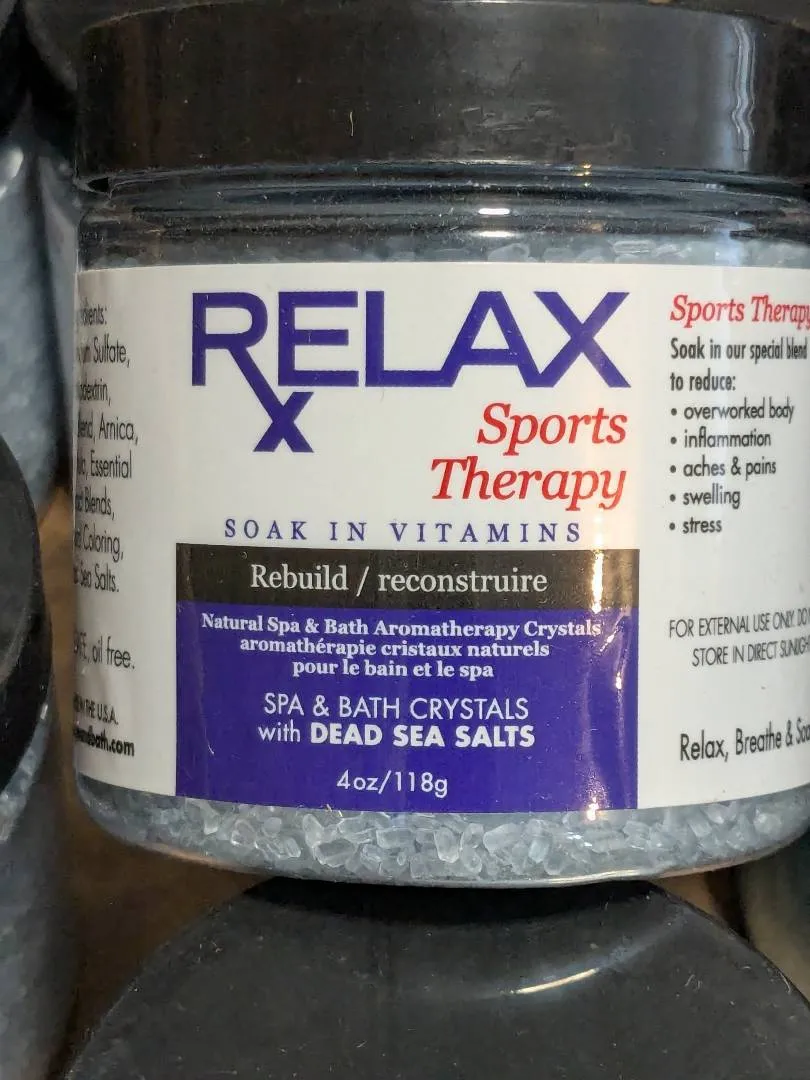 Sulfate,
Arnica,
Essential
Blends,
Coloring,
Sea Salts.
oil free.
THE U.S.A.
RELAX
Rx
Sports
Therapy
SOAK IN VITAMINS
Rebuild / reconstruire
Natural Spa & Bath Aromatherapy Crystals
aromathérapie cristaux naturels
pour le bain et le spa
SPA & BATH CRYSTALS
with DEAD SEA SALTS
4oz/118g
Sports Therapy
Soak in our special blend
to reduce:
• overworked body
• inflammation
• aches & pains
• swelling
• stress
FOR EXTERNAL USE ONLY. DO
STORE IN DIRECT SUNLIGH
Relax, Breathe &